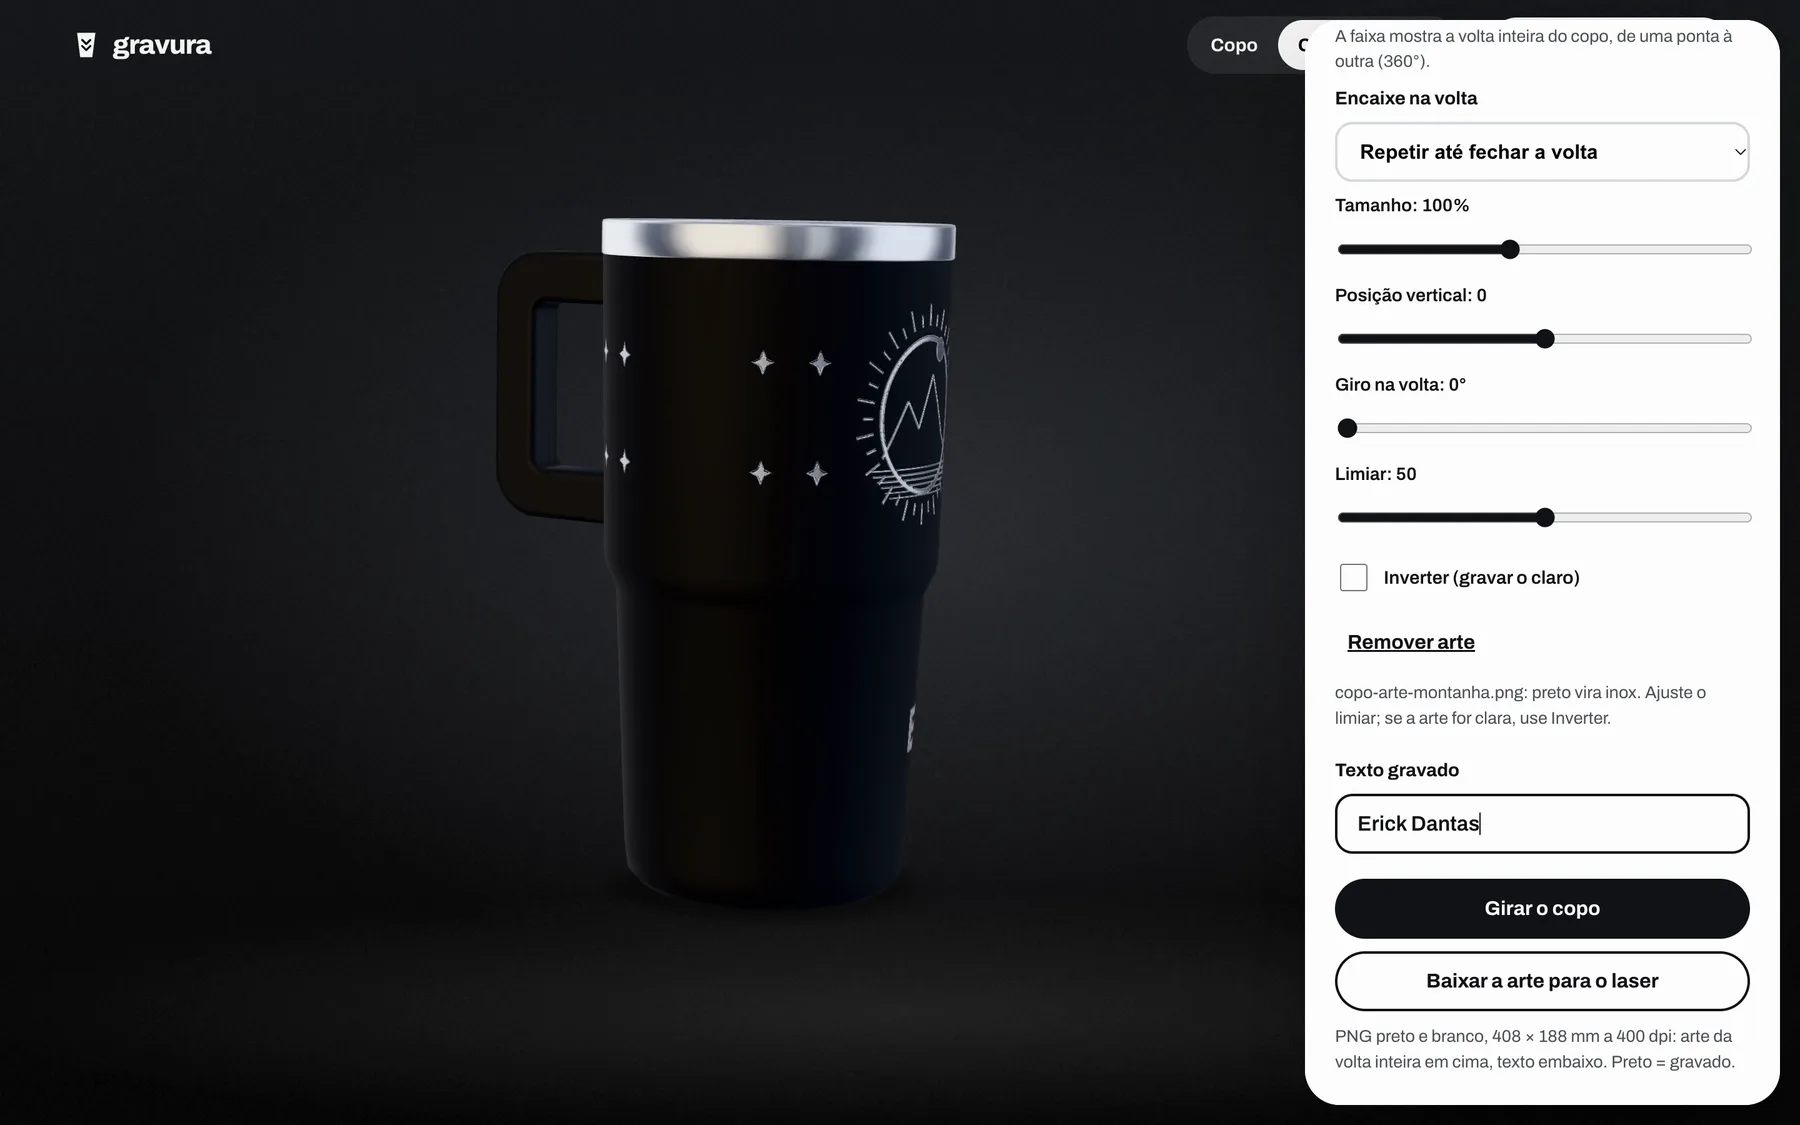 gravura
Copo
A faixa mostra a volta inteira do copo, de uma ponta à
outra (360°).
Encaixe na volta
Repetir até fechar a volta
Tamanho: 100%
Posição vertical: 0
Giro na volta: 0°
Limiar: 50
Inverter (gravar o claro)
Remover arte
copo-arte-montanha.png: preto vira inox. Ajuste o
limiar; se a arte for clara, use Inverter.
Texto gravado
Erick Dantas
Girar o copo
Baixar a arte para o laser
PNG preto e branco, 408 × 188 mm a 400 dpi: arte da
volta inteira em cima, texto embaixo. Preto = gravado.